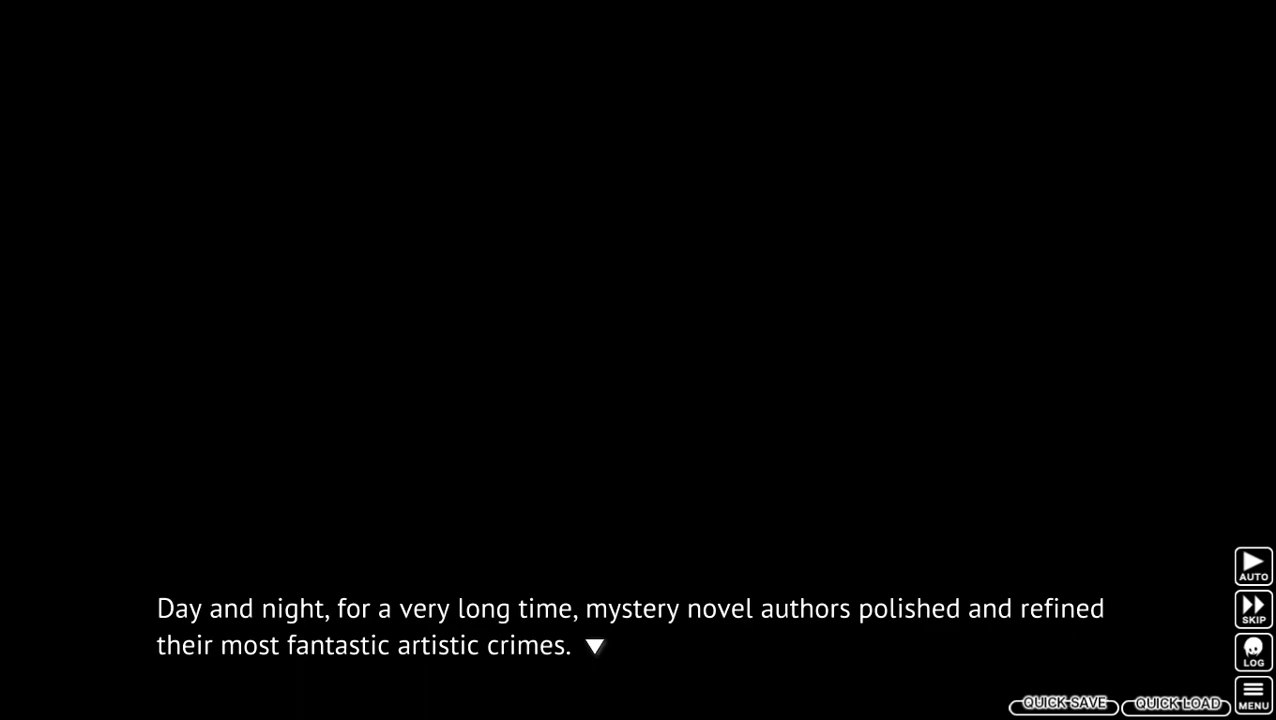 Day and night, for a very long time, mystery novel authors polished and refined
their most fantastic artistic crimes.
AUTO
SKIP
LOG
MENU
QUICK SAVE
QUICK LOAD